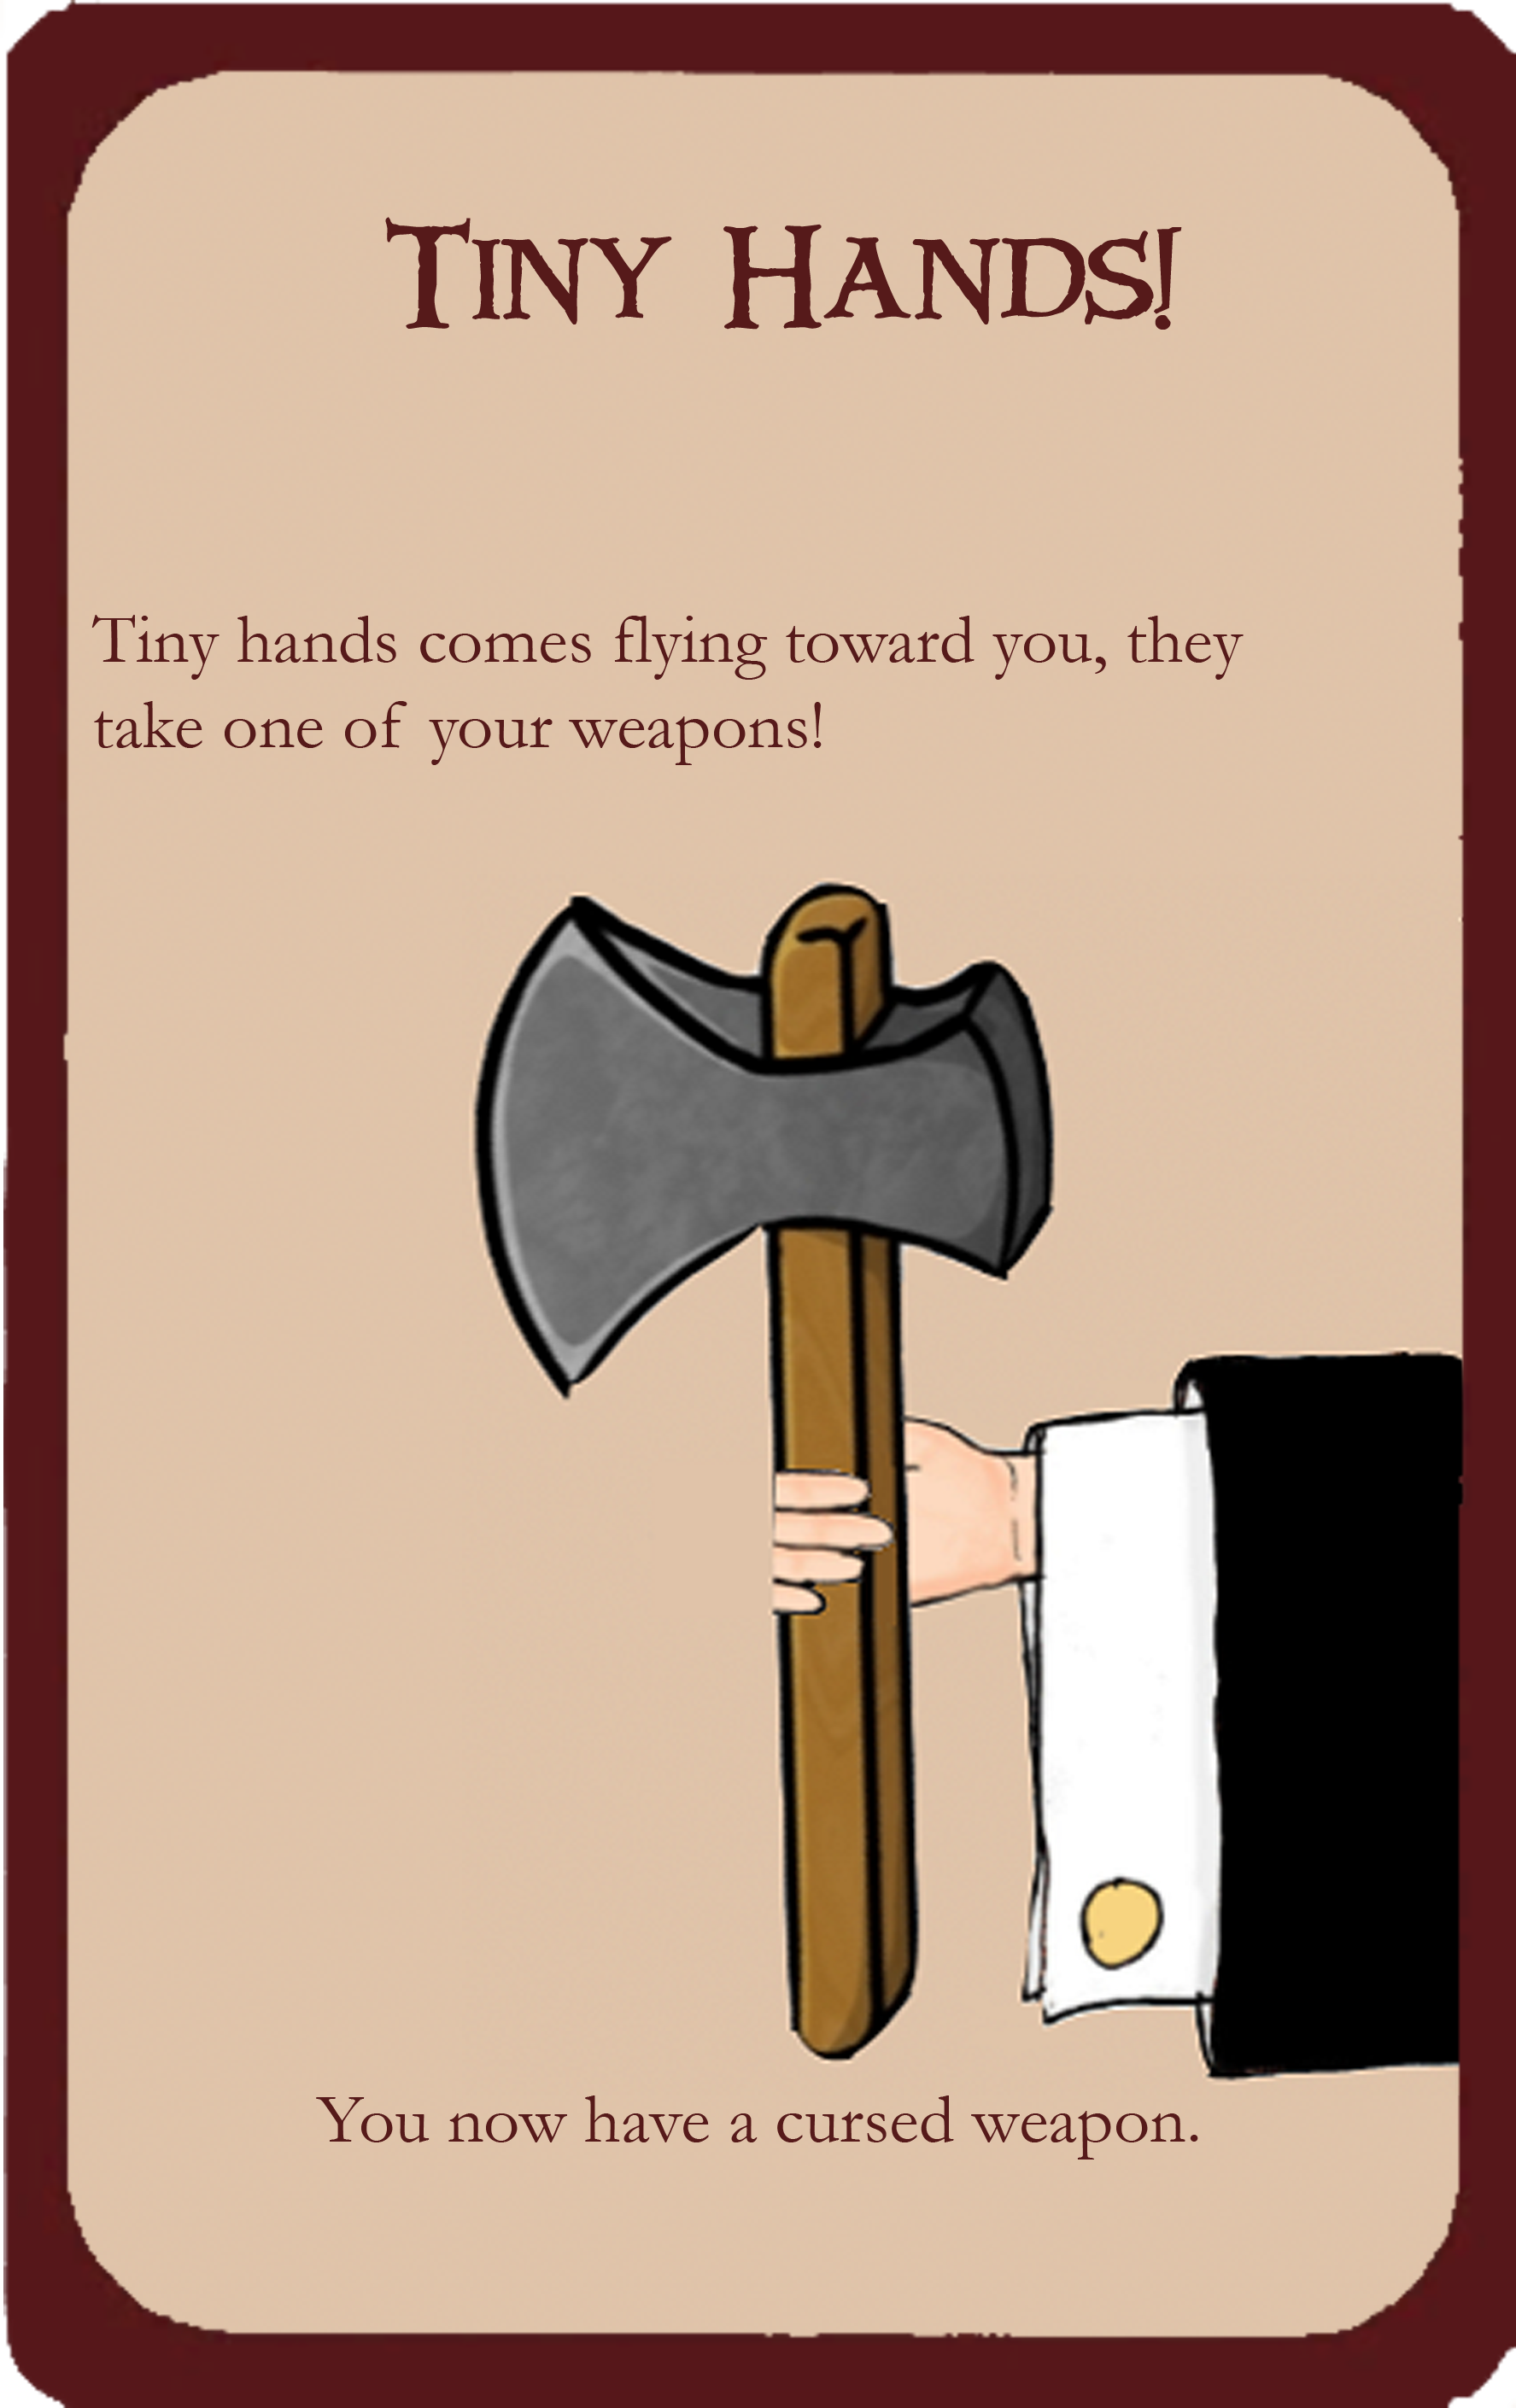 Tiny Hands!
Tiny hands comes flying toward you, they
take one of your weapons!
You now have a cursed weapon.